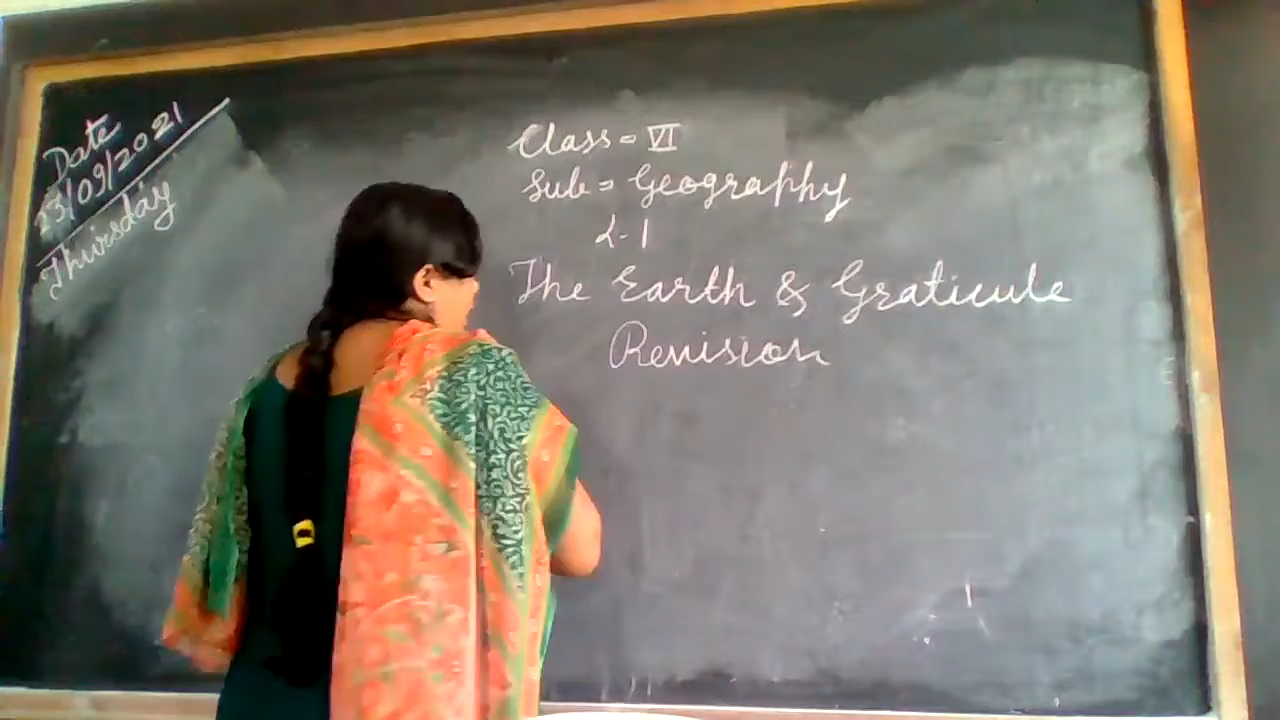 Date
23/09/2021
Thursday
Class = VI
Sub = Geography
L-1
The Earth & Graticule
Revision